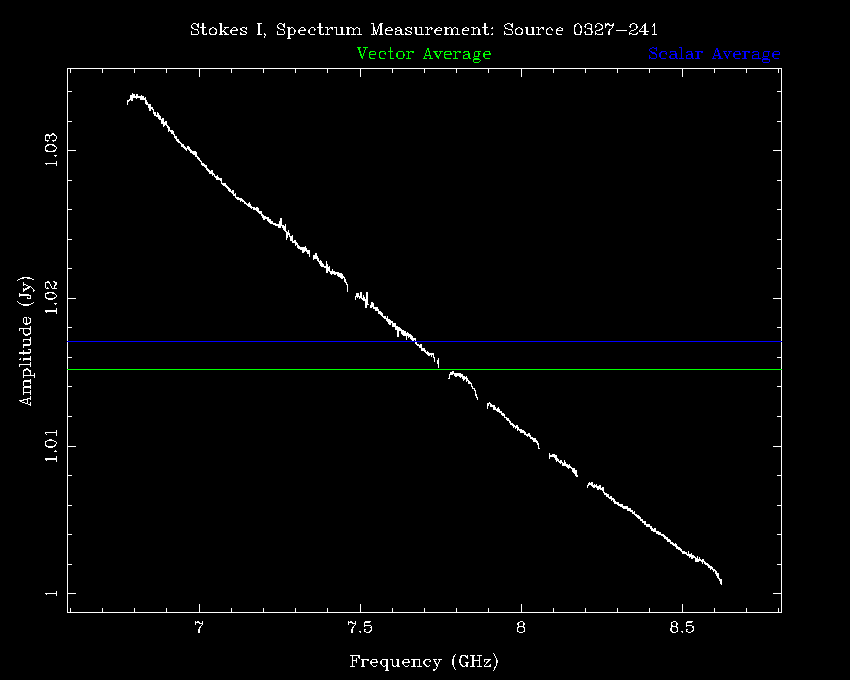 Stokes I, Spectrum Measurement: Source 0327−241
Vector Average
Scalar Average
Amplitude (Jy)
1.03
1.02
1.01
1
7
7.5
8
8.5
Frequency (GHz)